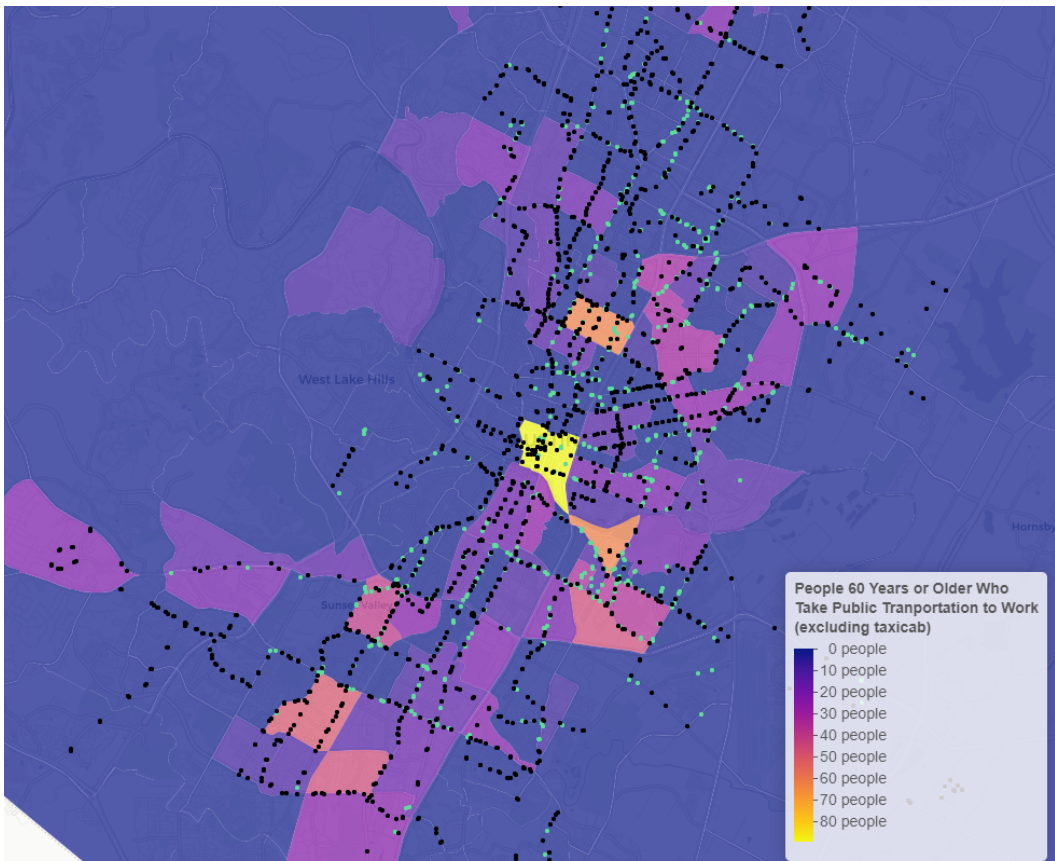 West Lake Hills
Hornsby
Sunset Valley
People 60 Years or Older Who
Take Public Tranportation to Work
(excluding taxicab)
0 people
10 people
20 people
30 people
40 people
50 people
60 people
70 people
80 people